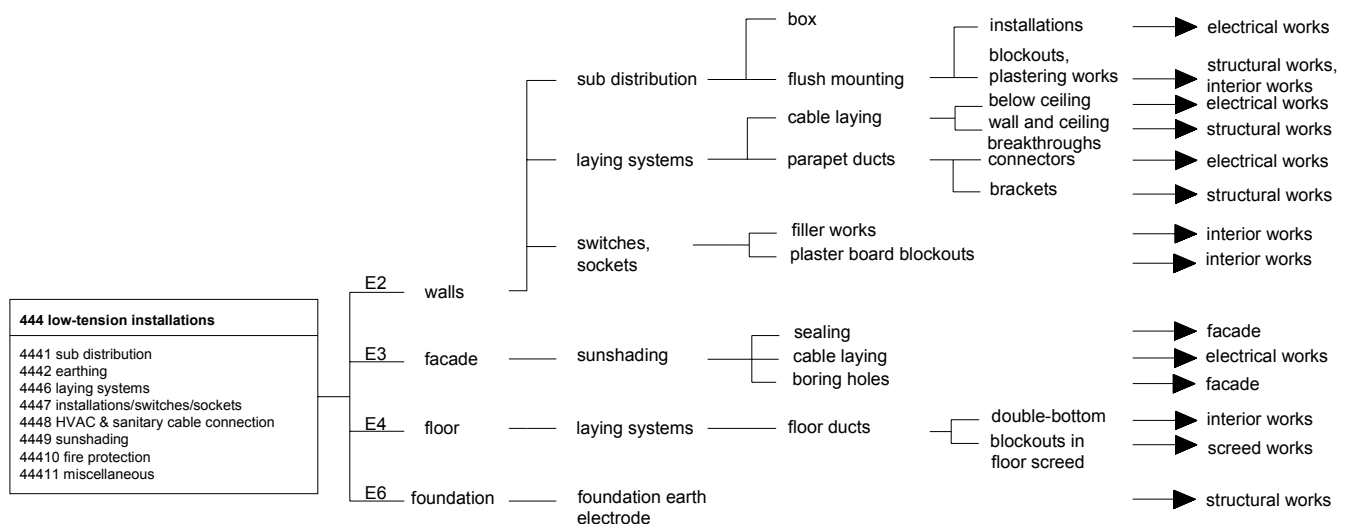 box
installations
electrical works
blockouts,
plastering works
sub distribution
flush mounting
structural works,
interior works
below ceiling
electrical works
cable laying
wall and ceiling
breakthroughs
structural works
laying systems
parapet ducts
connectors
electrical works
brackets
structural works
switches,
sockets
filler works
interior works
plaster board blockouts
interior works
E2
walls
444 low-tension installations
4441 sub distribution
4442 earthing
4446 laying systems
4447 installations/switches/sockets
4448 HVAC & sanitary cable connection
4449 sunshading
44410 fire protection
44411 miscellaneous
E3
facade
sunshading
sealing
facade
cable laying
electrical works
boring holes
facade
E4
floor
laying systems
floor ducts
double-bottom
interior works
blockouts in
floor screed
screed works
E6
foundation
foundation earth
electrode
structural works